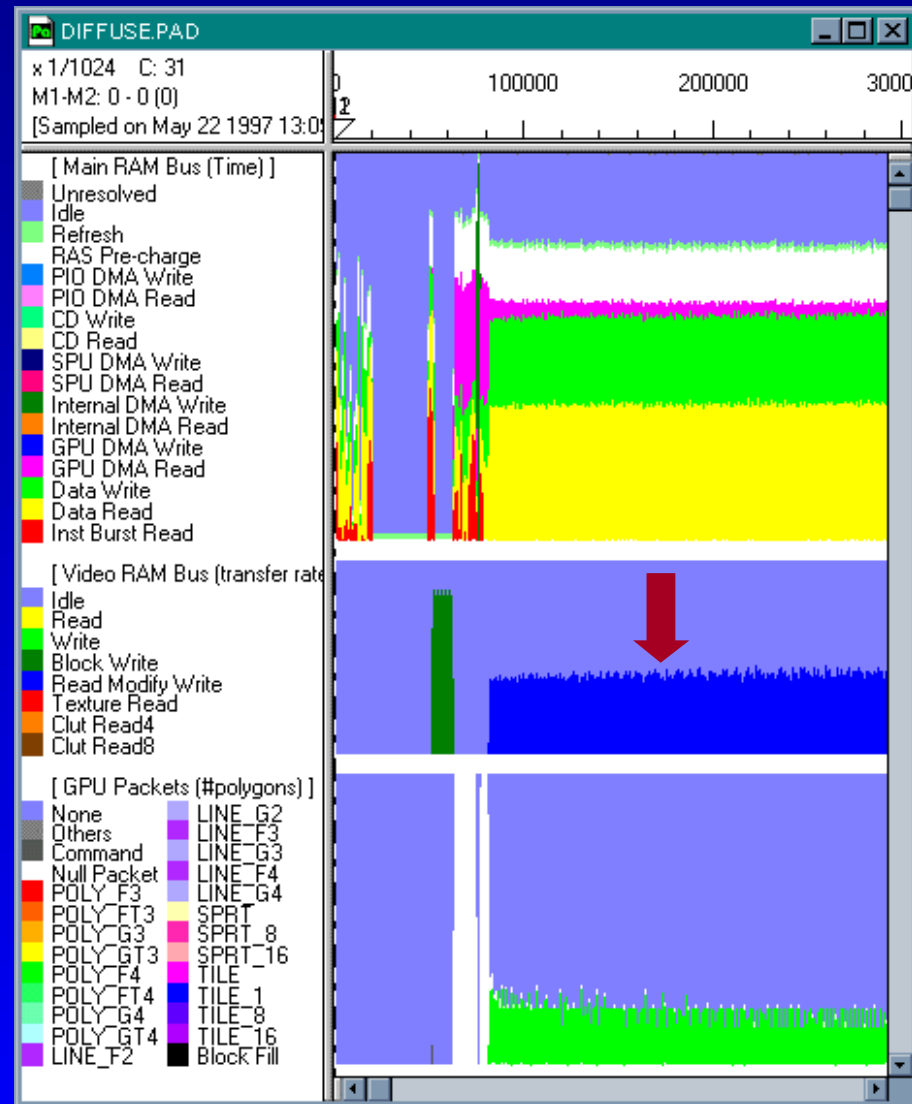 DIFFUSE.PAD
x 1/1024 C: 31
M1-M2: 0 - 0 (0)
[Sampled on May 22 1997 13:0
0 100000 200000 3000
[ Main RAM Bus (Time) ]
Unresolved
Idle
Refresh
RAS Pre-charge
PIO DMA Write
PIO DMA Read
CD Write
CD Read
SPU DMA Write
SPU DMA Read
Internal DMA Write
Internal DMA Read
GPU DMA Write
GPU DMA Read
Data Write
Data Read
Inst Burst Read
[ Video RAM Bus (transfer rate
Idle
Read
Write
Block Write
Read Modify Write
Texture Read
Clut Read4
Clut Read8
[ GPU Packets (#polygons) ]
None LINE_G2
Others LINE_F3
Command LINE_G3
Null Packet LINE_F4
POLY_F3 LINE_G4
POLY_FT3 SPRT
POLY_G3 SPRT_8
POLY_GT3 SPRT_16
POLY_F4 TILE
POLY_FT4 TILE_1
POLY_G4 TILE_8
POLY_GT4 TILE_16
LINE_F2 Block Fill